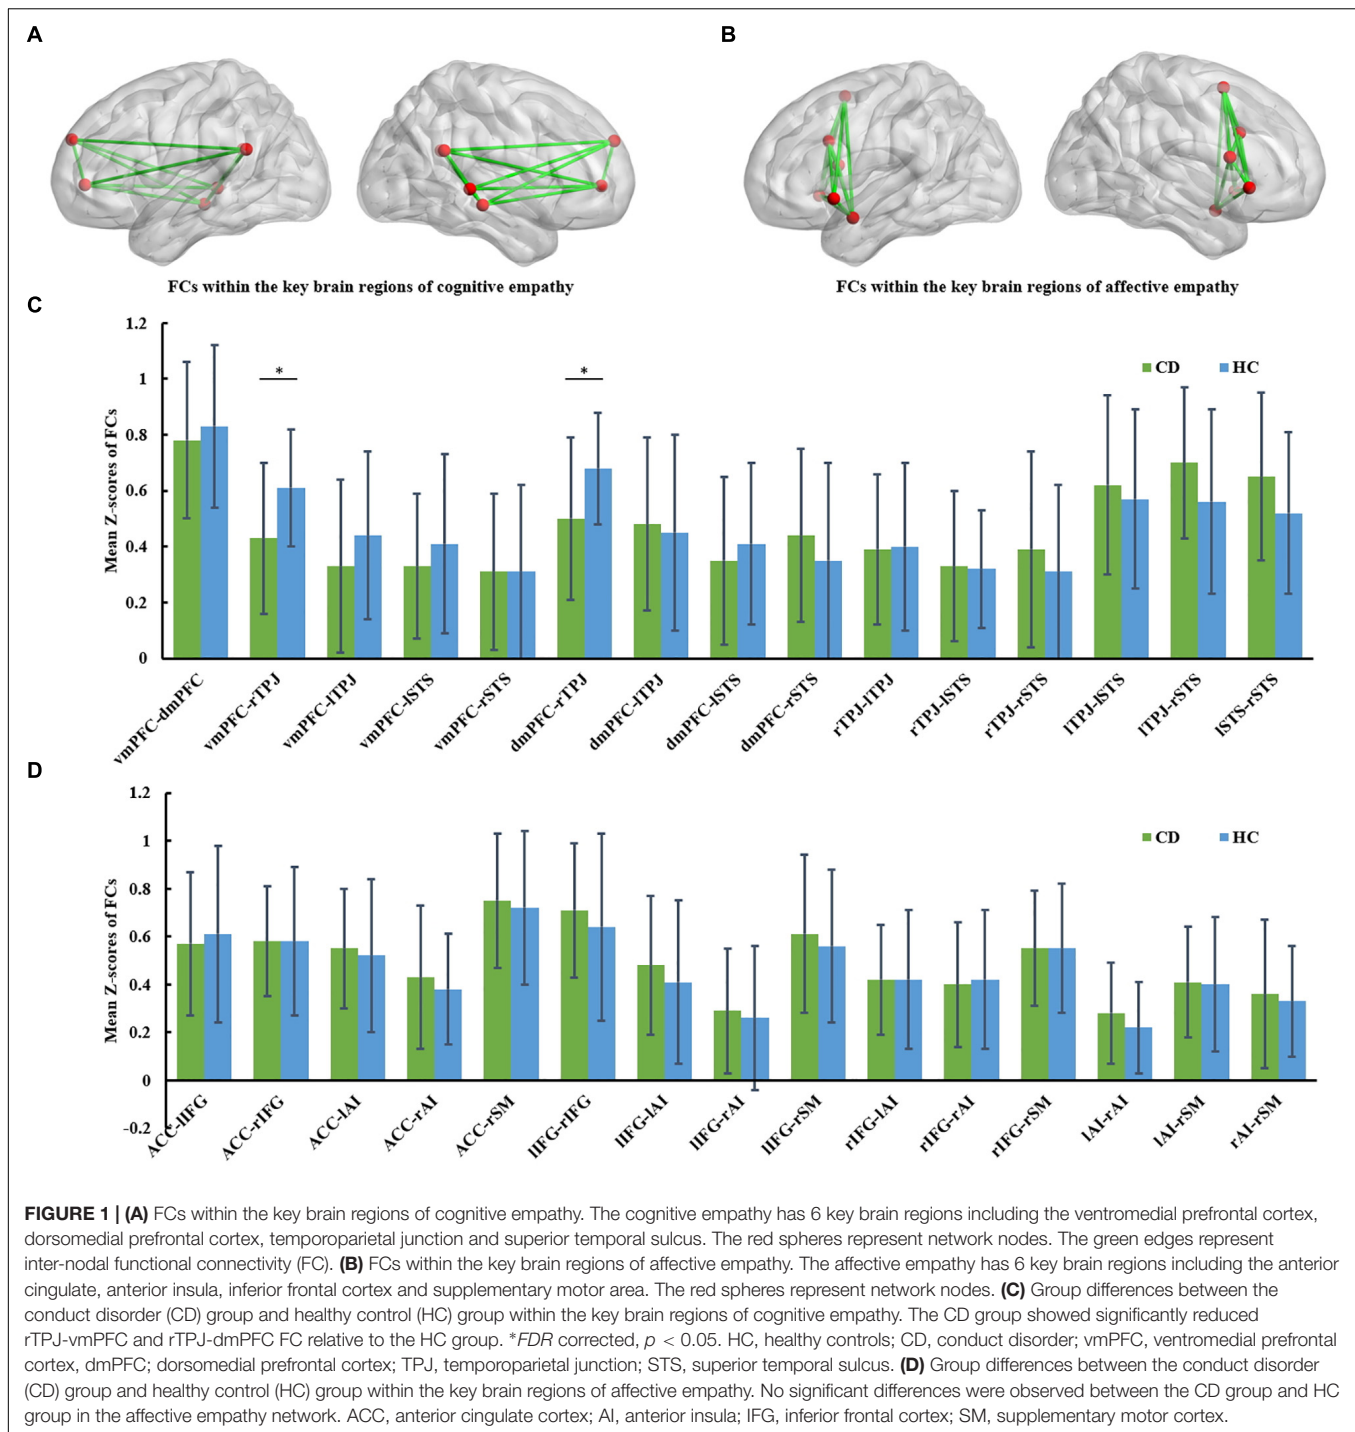 A
B
FCs within the key brain regions of cognitive empathy
FCs within the key brain regions of affective empathy
C
1.2
1
0.8
0.6
0.4
0.2
0
Mean Z-scores of FCs
*
*
CD
HC
vmPFC-dmPFC
vmPFC-rTPJ
vmPFC-lTPJ
vmPFC-lSTS
vmPFC-rSTS
dmPFC-rTPJ
dmPFC-lTPJ
dmPFC-lSTS
dmPFC-rSTS
rTPJ-lTPJ
rTPJ-lSTS
rTPJ-rSTS
lTPJ-lSTS
lTPJ-rSTS
lSTS-rSTS
D
1.2
1
0.8
0.6
0.4
0.2
0
-0.2
Mean Z-scores of FCs
CD
HC
ACC-lIFG
ACC-rIFG
ACC-lAI
ACC-rAI
ACC-rSM
lIFG-rIFG
lIFG-lAI
lIFG-rAI
lIFG-rSM
rIFG-lAI
rIFG-rAI
rIFG-rSM
lAI-rAI
lAI-rSM
rAI-rSM
FIGURE 1 | (A) FCs within the key brain regions of cognitive empathy. The cognitive empathy has 6 key brain regions including the ventromedial prefrontal cortex,
dorsomedial prefrontal cortex, temporoparietal junction and superior temporal sulcus. The red spheres represent network nodes. The green edges represent
inter-nodal functional connectivity (FC). (B) FCs within the key brain regions of affective empathy. The affective empathy has 6 key brain regions including the anterior
cingulate, anterior insula, inferior frontal cortex and supplementary motor area. The red spheres represent network nodes. (C) Group differences between the
conduct disorder (CD) group and healthy control (HC) group within the key brain regions of cognitive empathy. The CD group showed significantly reduced
rTPJ-vmPFC and rTPJ-dmPFC FC relative to the HC group. *FDR corrected, p < 0.05. HC, healthy controls; CD, conduct disorder; vmPFC, ventromedial prefrontal
cortex, dmPFC; dorsomedial prefrontal cortex; TPJ, temporoparietal junction; STS, superior temporal sulcus. (D) Group differences between the conduct disorder
(CD) group and healthy control (HC) group within the key brain regions of affective empathy. No significant differences were observed between the CD group and HC
group in the affective empathy network. ACC, anterior cingulate cortex; AI, anterior insula; IFG, inferior frontal cortex; SM, supplementary motor cortex.